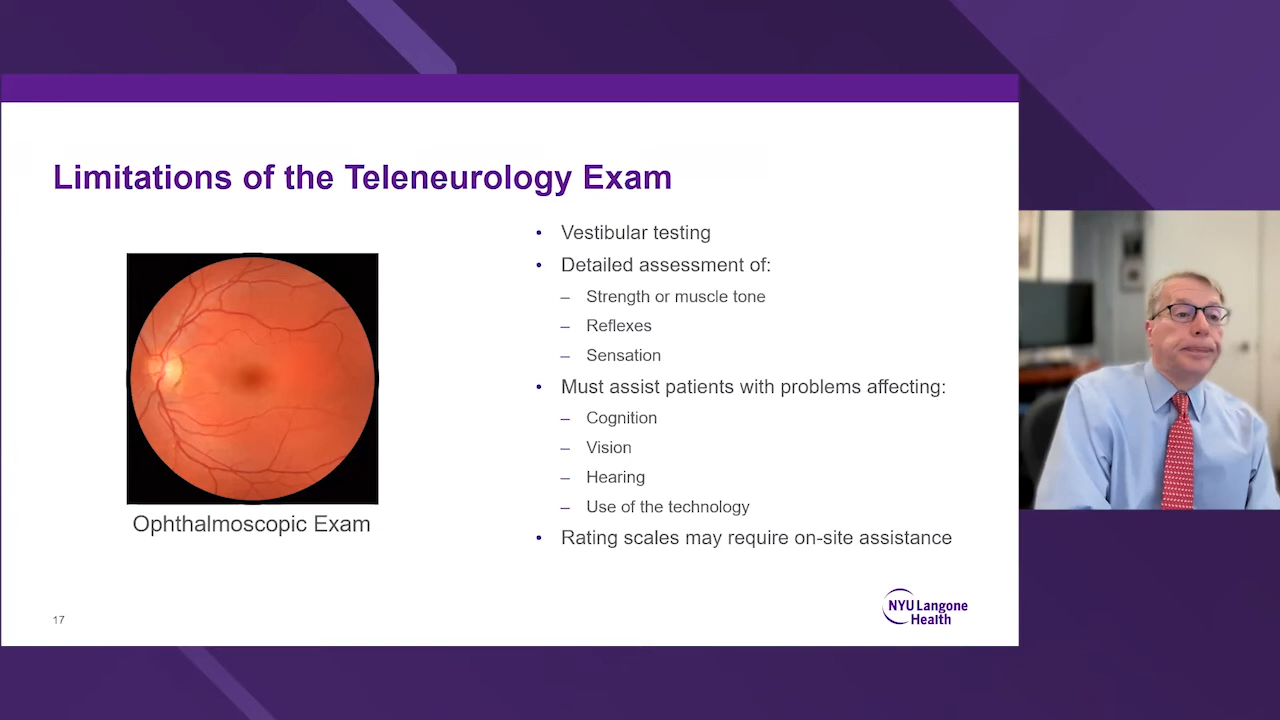 Limitations of the Teleneurology Exam
Ophthalmoscopic Exam
• Vestibular testing
• Detailed assessment of:
– Strength or muscle tone
– Reflexes
– Sensation
• Must assist patients with problems affecting:
– Cognition
– Vision
– Hearing
– Use of the technology
• Rating scales may require on-site assistance
17
NYU Langone
Health